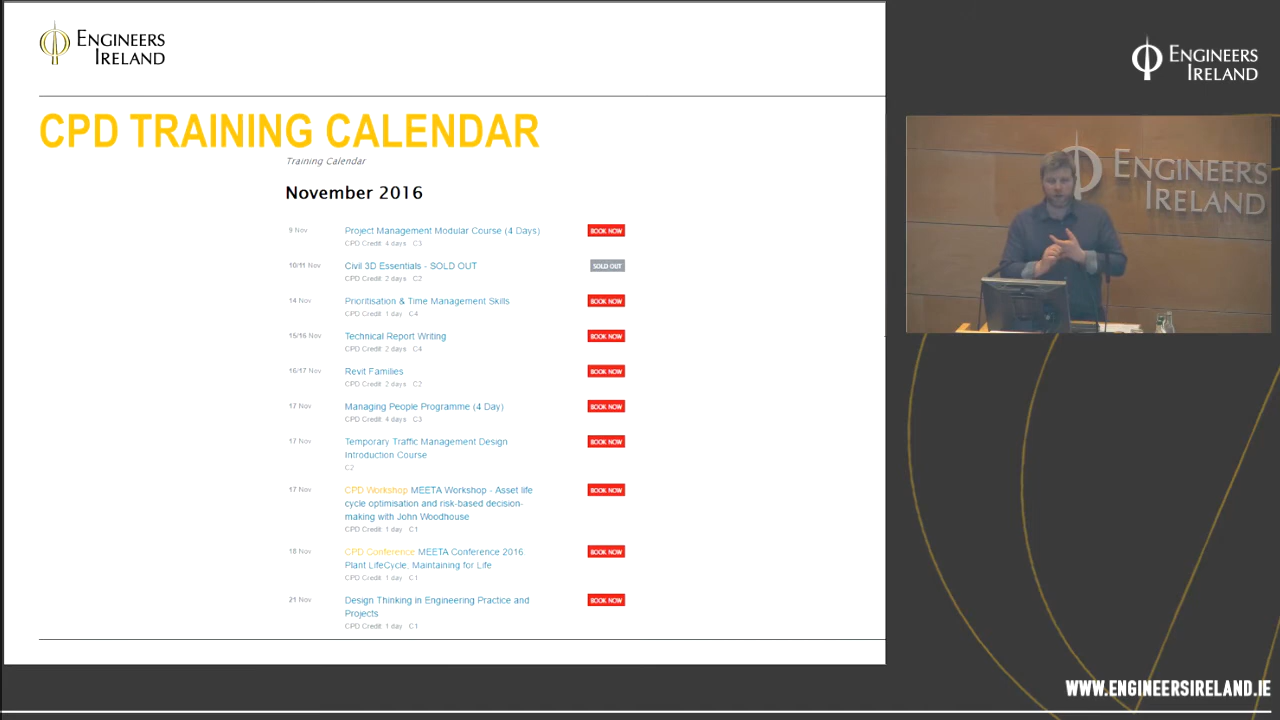 ENGINEERS
IRELAND
CPD TRAINING CALENDAR
Training Calendar
November 2016
9 Nov Project Management Modular Course (4 Days) BOOK NOW
CPD Credit: 4 days C3
10/11 Nov Civil 3D Essentials - SOLD OUT SOLD OUT
CPD Credit: 2 days C2
14 Nov Prioritisation & Time Management Skills BOOK NOW
CPD Credit: 1 day C4
15/16 Nov Technical Report Writing BOOK NOW
CPD Credit: 2 days C4
16/17 Nov Revit Families BOOK NOW
CPD Credit: 2 days C2
17 Nov Managing People Programme (4 Day) BOOK NOW
CPD Credit: 4 days C3
17 Nov Temporary Traffic Management Design BOOK NOW
Introduction Course
C2
17 Nov CPD Workshop MEETA Workshop - Asset life BOOK NOW
cycle optimisation and risk-based decision-
making with John Woodhouse
CPD Credit: 1 day C1
18 Nov CPD Conference MEETA Conference 2016 BOOK NOW
Plant LifeCycle, Maintaining for Life
CPD Credit: 1 day C1
21 Nov Design Thinking in Engineering Practice and BOOK NOW
Projects
CPD Credit: 1 day C1
ENGINEERS
IRELAND
ENGINEERS
IRELAND
WWW.ENGINEERSIRELAND.IE